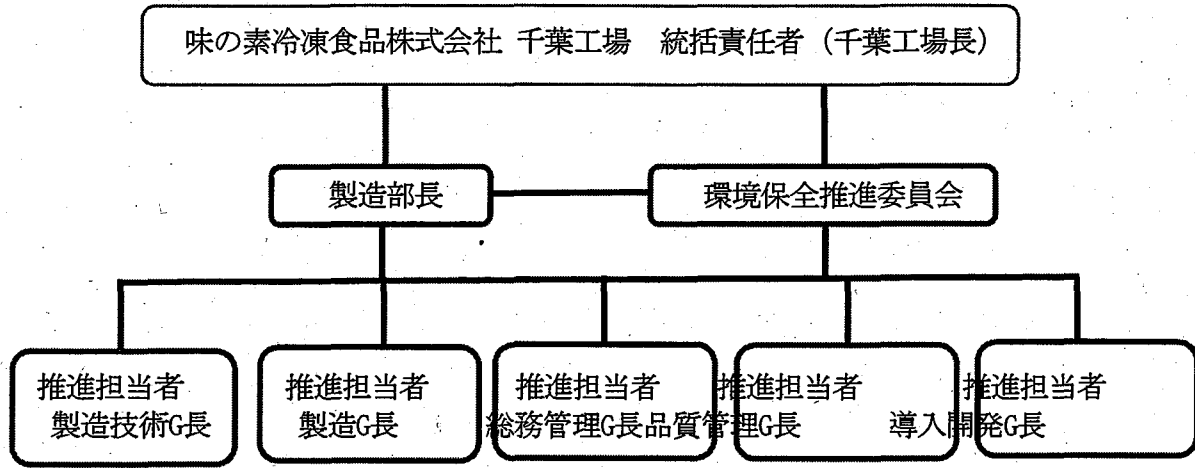 味の素冷凍食品株式会社 千葉工場　統括責任者（千葉工場長）
製造部長
環境保全推進委員会
推進担当者
製造技術G長
推進担当者
製造G長
推進担当者
総務管理G長
推進担当者
品質管理G長
推進担当者
導入開発G長